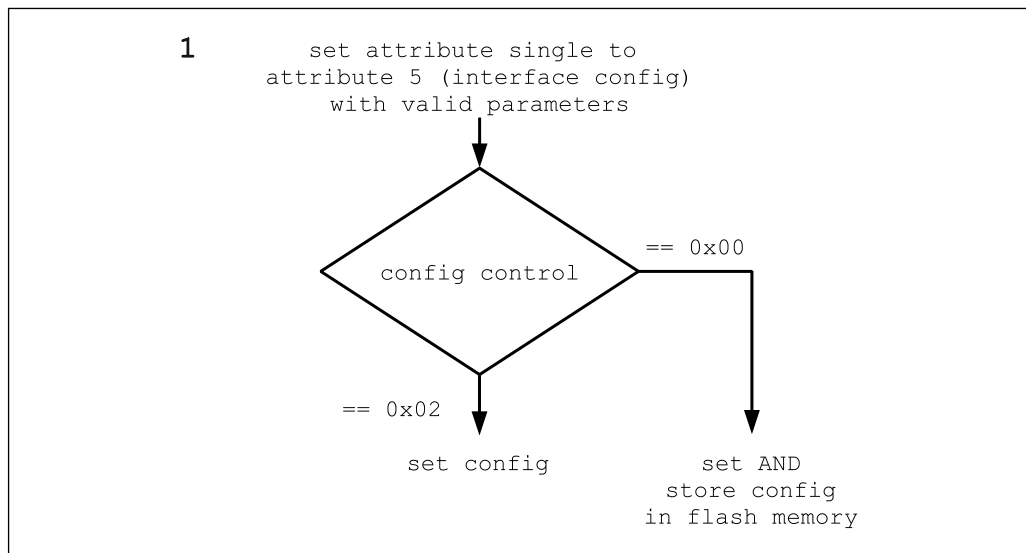 1
set attribute single to
attribute 5 (interface config)
with valid parameters
== 0x00
config control
== 0x02
set config
set AND
store config
in flash memory